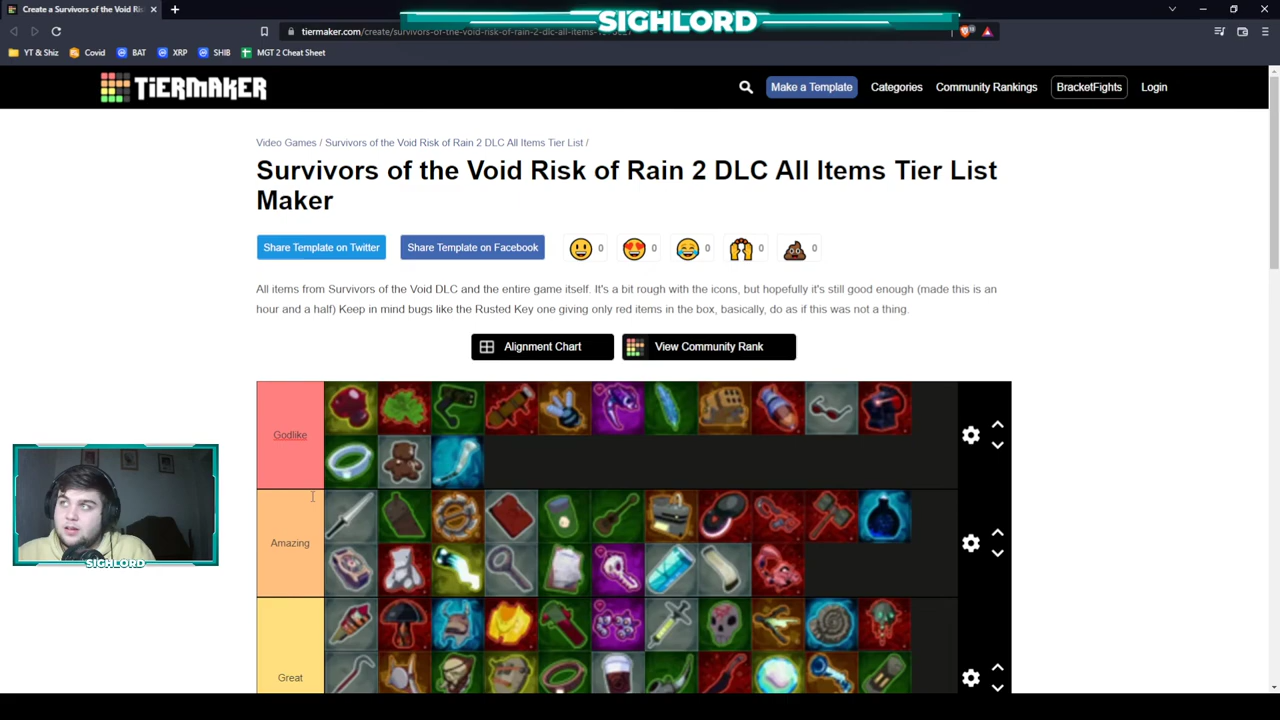 Create a Survivors of the Void Ris
SIGHLORD
tiermaker.com/create/survivors-of-the-void-risk-of-rain-2-dlc-all-items-
YT & Shiz
Covid
BAT
XRP
SHIB
MGT 2 Cheat Sheet
TiERMAKER
Make a Template
Categories
Community Rankings
BracketFights
Login
Video Games / Survivors of the Void Risk of Rain 2 DLC All Items Tier List /
Survivors of the Void Risk of Rain 2 DLC All Items Tier List
Maker
Share Template on Twitter
Share Template on Facebook
0
0
0
0
0
All items from Survivors of the Void DLC and the entire game itself. It's a bit rough with the icons, but hopefully it's still good enough (made this is an
hour and a half) Keep in mind bugs like the Rusted Key one giving only red items in the box, basically, do as if this was not a thing.
Alignment Chart
View Community Rank
Godlike
Amazing
Great
SIGHLORD